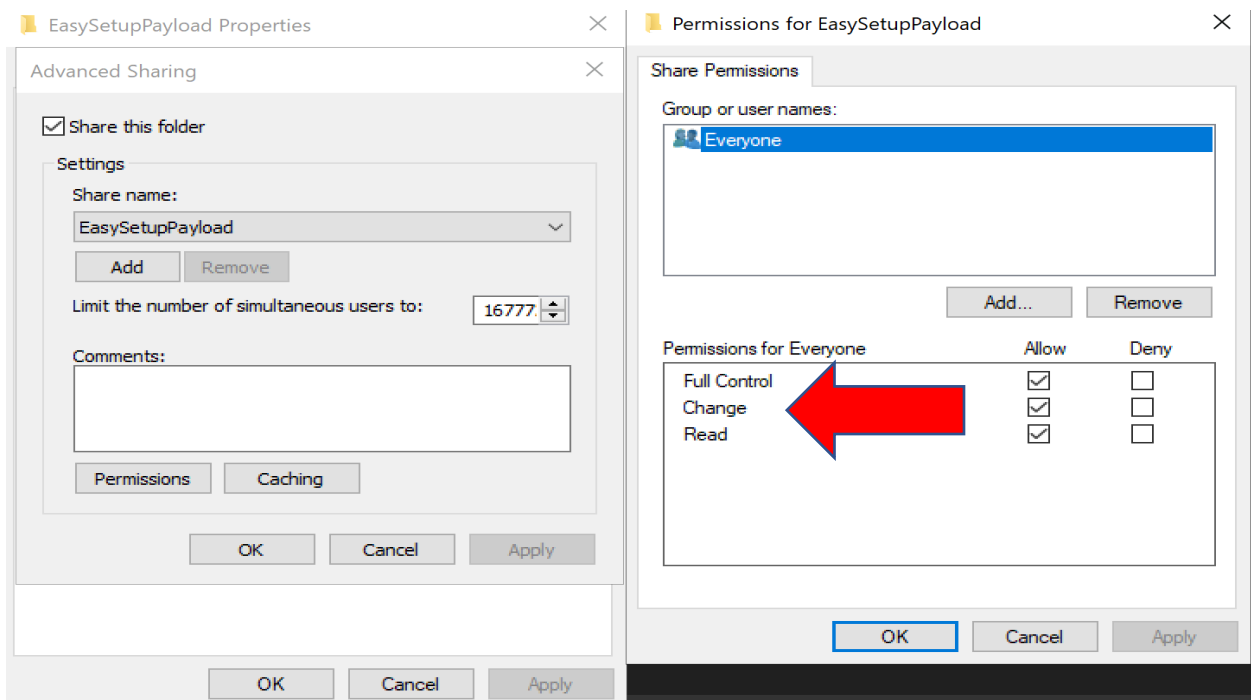 EasySetupPayload Properties
Advanced Sharing
Share this folder
Settings
Share name:
EasySetupPayload
Add
Remove
Limit the number of simultaneous users to:
16777
Comments:
Permissions
Caching
OK
Cancel
Apply
OK
Cancel
Apply
Permissions for EasySetupPayload
Share Permissions
Group or user names:
Everyone
Add...
Remove
Permissions for Everyone Allow Deny
Full Control
Change
Read
OK
Cancel
Apply